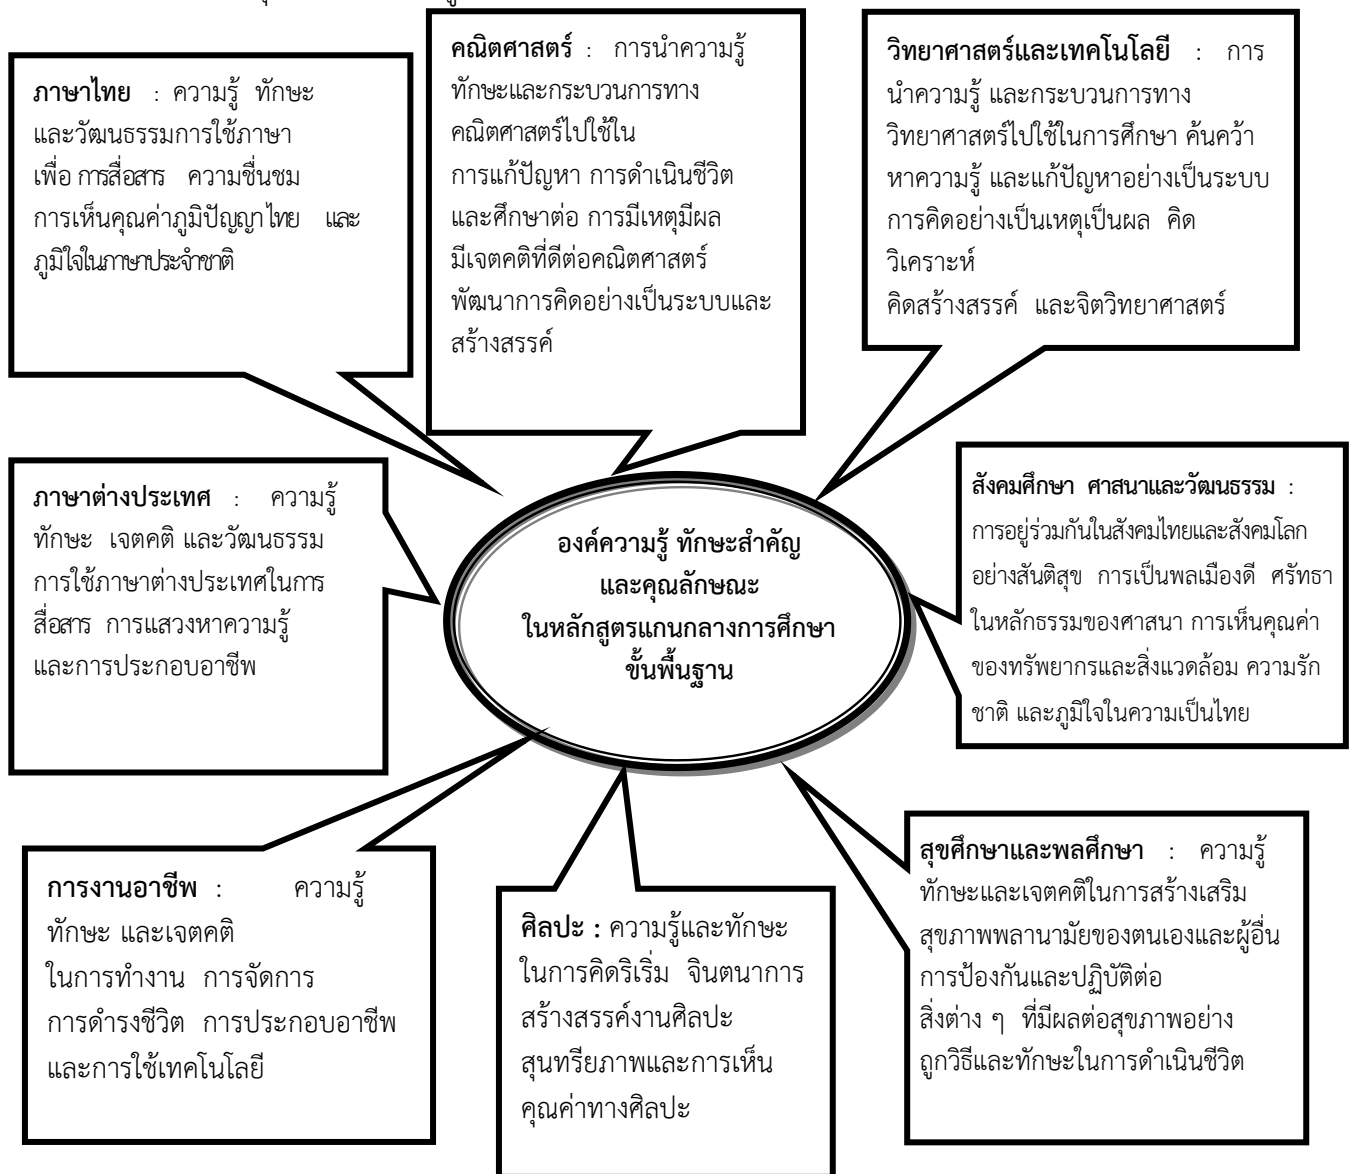 ภาษาไทย : ความรู้ ทักษะ
และวัฒนธรรมการใช้ภาษา
เพื่อ การสื่อสาร ความชื่นชม
การเห็นคุณค่าภูมิปัญญา ไทย และ
ภูมิใจในภาษาประจำชาติ
คณิตศาสตร์ : การนำความรู้
ทักษะและกระบวนการทาง
คณิตศาสตร์ไปใช้ใน
การแก้ปัญหา การดำเนินชีวิต
และศึกษาต่อ การมีเหตุมีผล
มีเจตคติที่ดีต่อคณิตศาสตร์
พัฒนาการคิดอย่างเป็นระบบและ
สร้างสรรค์
วิทยาศาสตร์และเทคโนโลยี : การ
นำความรู้ และกระบวนการทาง
วิทยาศาสตร์ไปใช้ในการศึกษา ค้นคว้า
หาความรู้ และแก้ปัญหาอย่างเป็นระบบ
การคิดอย่างเป็นเหตุเป็นผล คิด
วิเคราะห์
คิดสร้างสรรค์ และจิตวิทยาศาสตร์
ภาษาต่างประเทศ : ความรู้
ทักษะ เจตคติ และวัฒนธรรม
การใช้ภาษาต่างประเทศในการ
สื่อสาร การแสวงหาความรู้
และการประกอบอาชีพ
องค์ความรู้ ทักษะสำคัญ
และคุณลักษณะ
ในหลักสูตรแกนกลางการศึกษา
ขั้นพื้นฐาน
สังคมศึกษา ศาสนาและวัฒนธรรม :
การอยู่ร่วมกันในสังคมไทยและสังคมโลก
อย่างสันติสุข การเป็นพลเมืองดี ศรัทธา
ในหลักธรรมของศาสนา การเห็นคุณค่า
ของทรัพยากรและสิ่งแวดล้อม ความรัก
ชาติ และภูมิใจในความเป็นไทย
การงานอาชีพ : ความรู้
ทักษะ และเจตคติ
ในการทำงาน การจัดการ
การดำรงชีวิต การประกอบอาชีพ
และการใช้เทคโนโลยี
ศิลปะ : ความรู้และทักษะ
ในการคิดริเริ่ม จินตนาการ
สร้างสรรค์งานศิลปะ
สุนทรียภาพและการเห็น
คุณค่าทางศิลปะ
สุขศึกษาและพลศึกษา : ความรู้
ทักษะและเจตคติในการสร้างเสริม
สุขภาพพลานามัยของตนเองและผู้อื่น
การป้องกันและปฏิบัติต่อ
สิ่งต่าง ๆ ที่มีผลต่อสุขภาพอย่าง
ถูกวิธีและทักษะในการดำเนินชีวิต